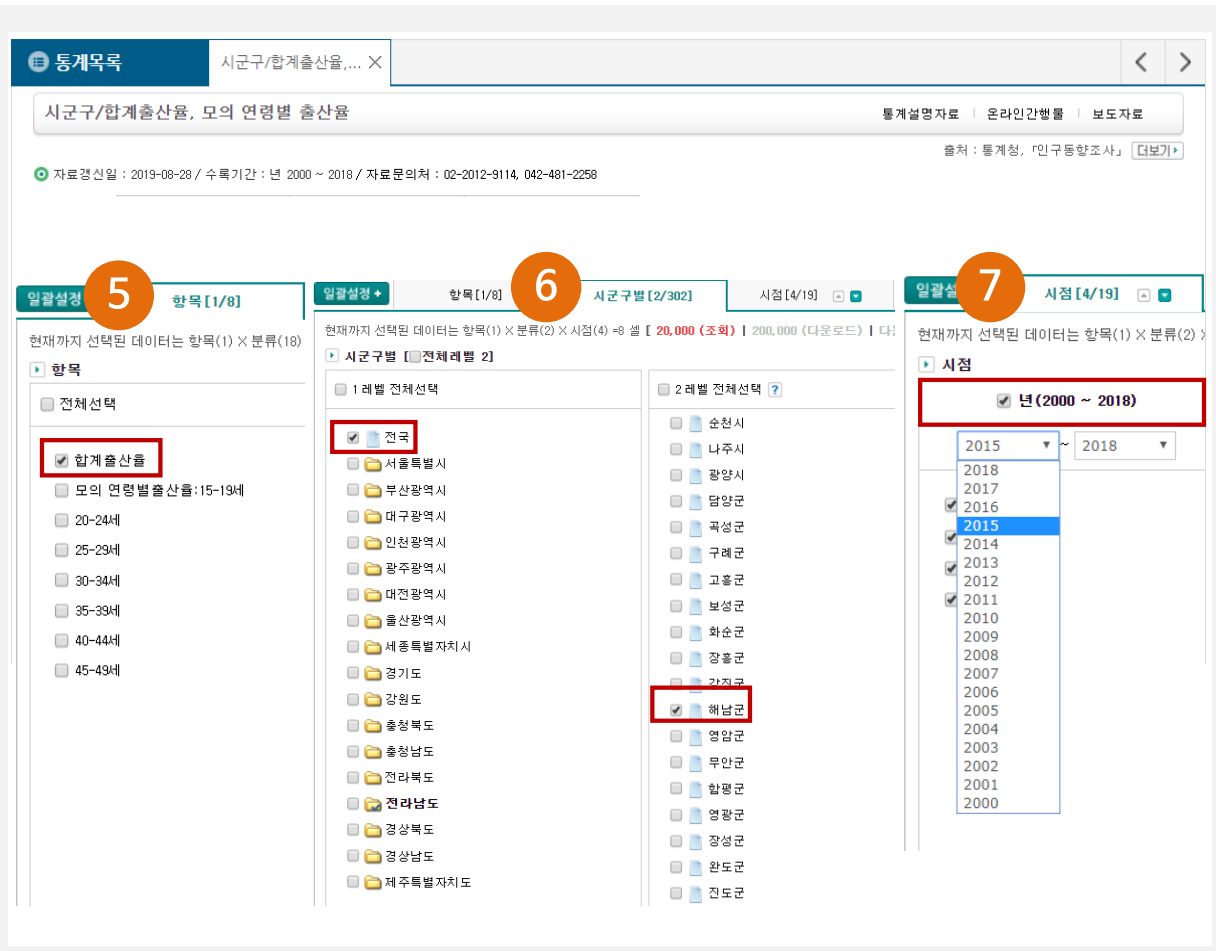 통계목록
시군구/합계출산율,...
시군구/합계출산율, 모의 연령별 출산율
통계설명자료 | 온라인간행물 | 보도자료
출처 : 통계청, 「인구동향조사」 더보기
자료갱신일 : 2019-08-28 / 수록기간 : 년 2000 ~ 2018 / 자료문의처 : 02-2012-9114, 042-481-2258
5
일괄설정
항목[1/8]
현재까지 선택된 데이터는 항목(1) X 분류(18)
항목
전체선택
합계출산율
모의 연령별출산율:15-19세
20-24세
25-29세
30-34세
35-39세
40-44세
45-49세
6
일괄설정 +
항목[1/8]
시군구별[2/302]
시점[4/19]
현재까지 선택된 데이터는 항목(1) X 분류(2) X 시점(4) =8 셀 [ 20,000 (조회) | 200,000 (다운로드) |
시군구별 [전체레벨 2]
1 레벨 전체선택
전국
서울특별시
부산광역시
대구광역시
인천광역시
광주광역시
대전광역시
울산광역시
세종특별자치시
경기도
강원도
충청북도
충청남도
전라북도
전라남도
경상북도
경상남도
제주특별자치도
2 레벨 전체선택 ?
순천시
나주시
광양시
담양군
곡성군
구례군
고흥군
보성군
화순군
장흥군
강진군
해남군
영암군
무안군
함평군
영광군
장성군
완도군
진도군
7
시점[4/19]
현재까지 선택된 데이터는 항목(1) X 분류(2)
시점
년(2000 ~ 2018)
2015 ~ 2018
2018
2017
2016
2015
2014
2013
2012
2011
2010
2009
2008
2007
2006
2005
2004
2003
2002
2001
2000